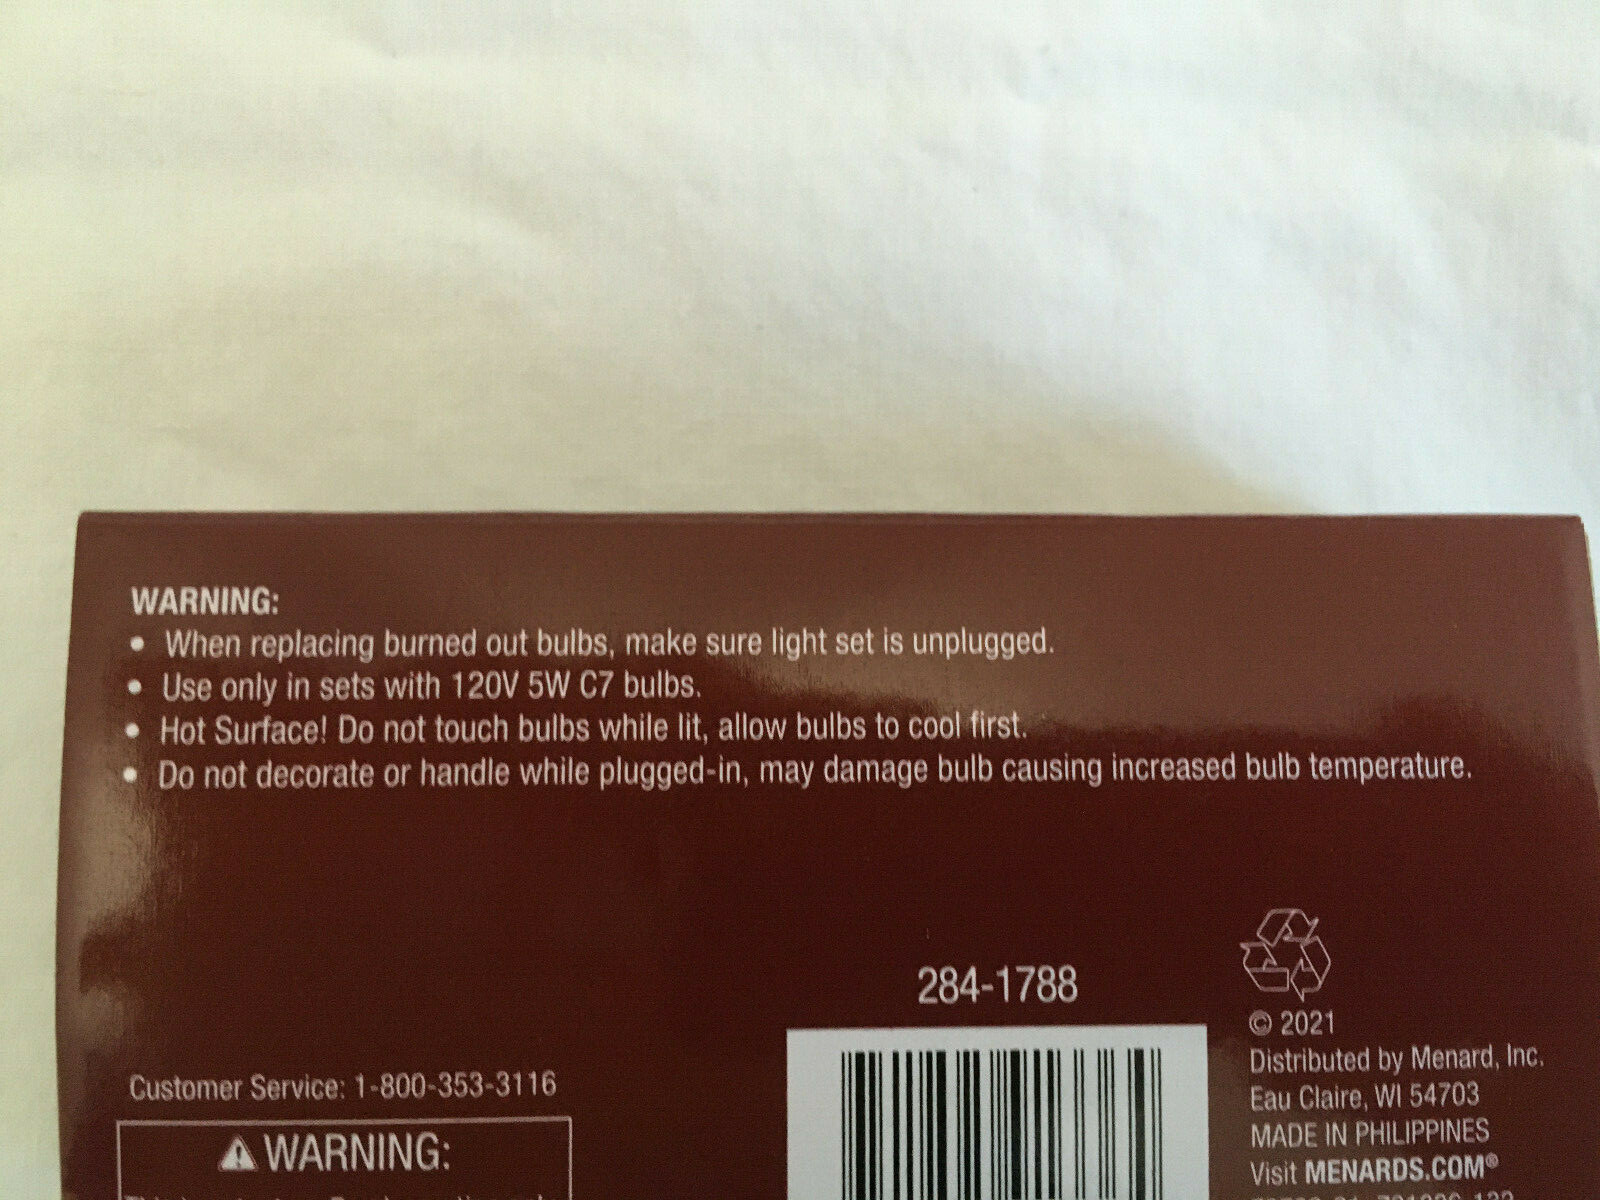 WARNING:
• When replacing burned out bulbs, make sure light set is unplugged.
• Use only in sets with 120V 5W C7 bulbs.
• Hot Surface! Do not touch bulbs while lit, allow bulbs to cool first.
• Do not decorate or handle while plugged-in, may damage bulb causing increased bulb temperature.
284-1788
© 2021
Distributed by Menard, Inc.
Eau Claire, WI 54703
MADE IN PHILIPPINES
Visit MENARDS.COM®
Customer Service: 1-800-353-3116
⚠ WARNING: